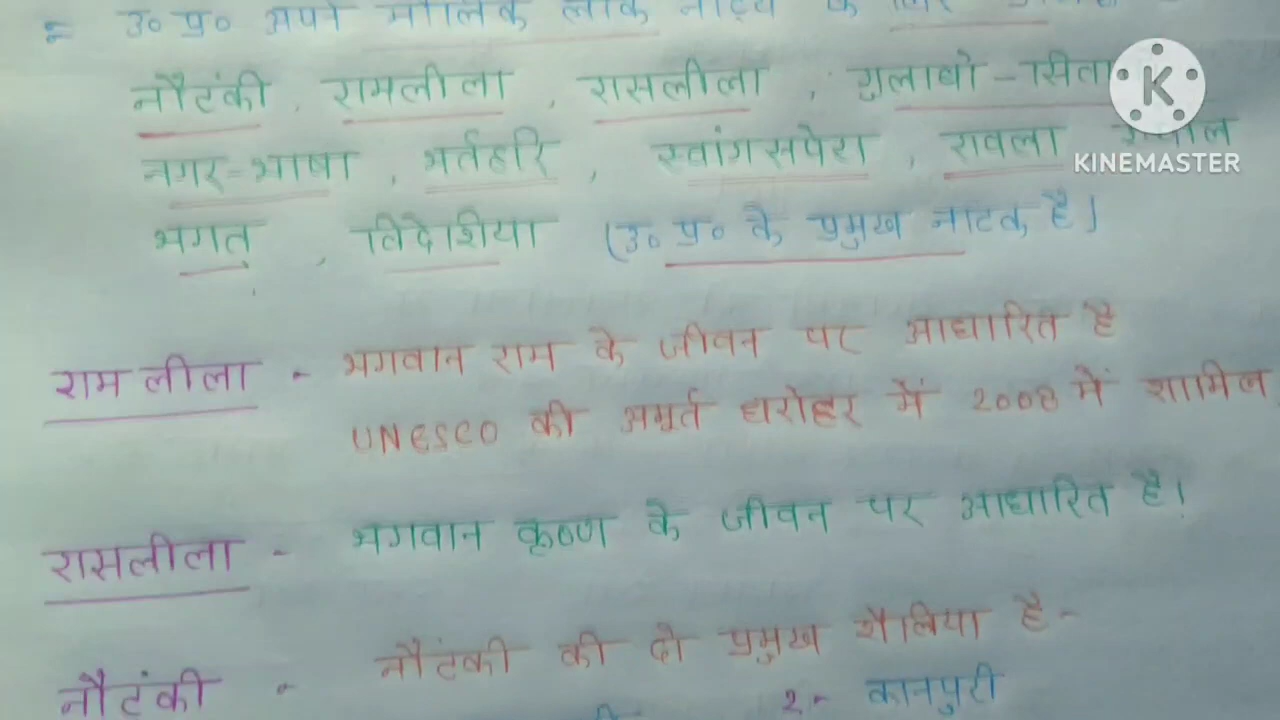 = उ० प्र० अपने मौलिक लोक नाट्य के लिए
नौटंकी , रामलीला , रासलीला , गुलाबो-सिता
नगर-भाषा , भर्तहरि , स्वांगसपेरा , रावला
भगत , विदेशिया (उ० प्र० के प्रमुख नाटक है।
राम लीला - भगवान राम के जीवन पर आधारित है
UNESCO की अमूर्त धरोहर में 2008 में शामिल
रासलीला - भगवान कृष्ण के जीवन पर आधारित है।
नौटंकी - नौटंकी की दो प्रमुख शैलिया है -
२- कानपुरी
KINEMASTER